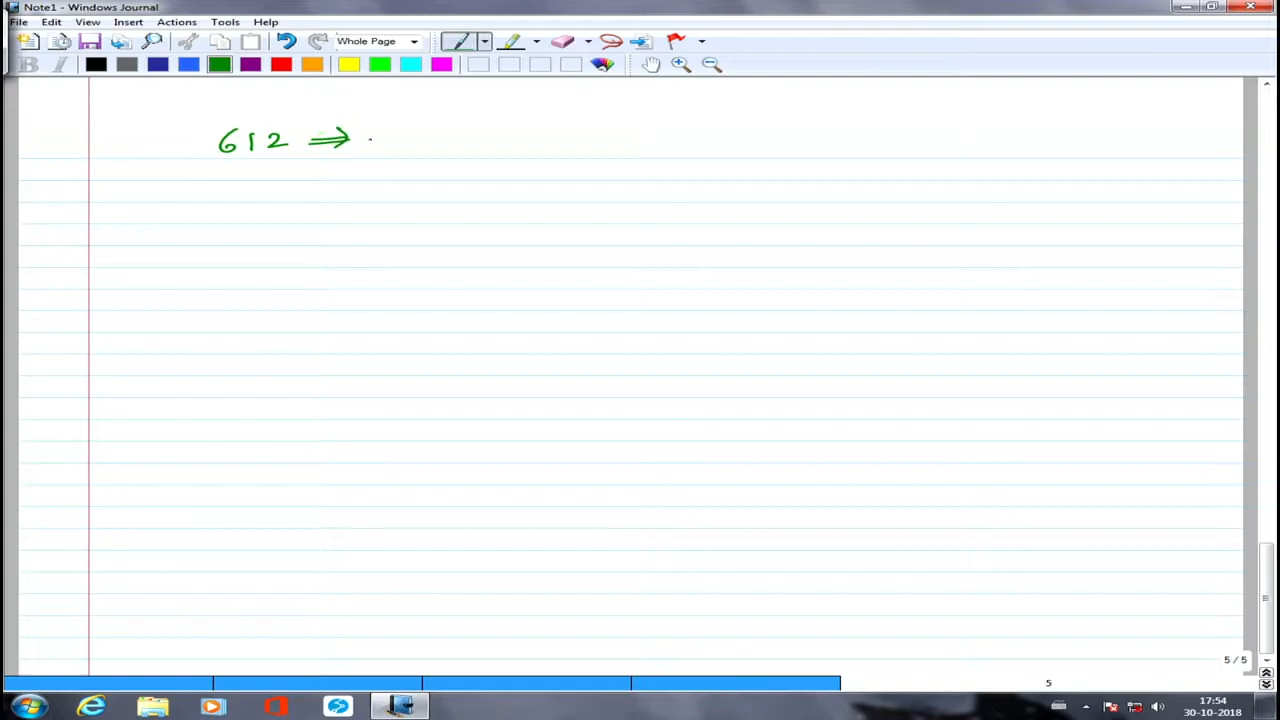 Note1 - Windows Journal
File Edit View Insert Actions Tools Help
Whole Page
B I
612 ⇒
5 / 5
5
17:54
30-10-2018